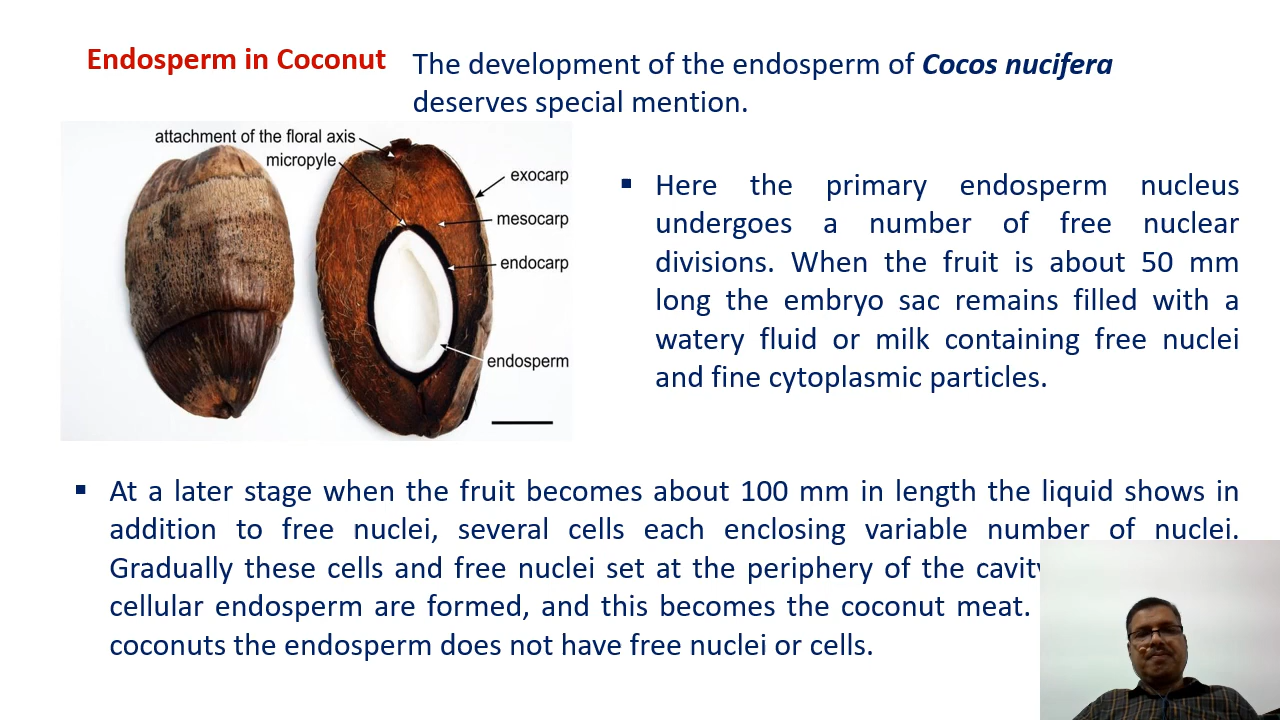 Endosperm in Coconut
The development of the endosperm of Cocos nucifera
deserves special mention.
attachment of the floral axis
micropyle
exocarp
mesocarp
endocarp
endosperm
▪ Here the primary endosperm nucleus
undergoes a number of free nuclear
divisions. When the fruit is about 50 mm
long the embryo sac remains filled with a
watery fluid or milk containing free nuclei
and fine cytoplasmic particles.
▪ At a later stage when the fruit becomes about 100 mm in length the liquid shows in
addition to free nuclei, several cells each enclosing variable number of nuclei.
Gradually these cells and free nuclei set at the periphery of the cavity
cellular endosperm are formed, and this becomes the coconut meat.
coconuts the endosperm does not have free nuclei or cells.